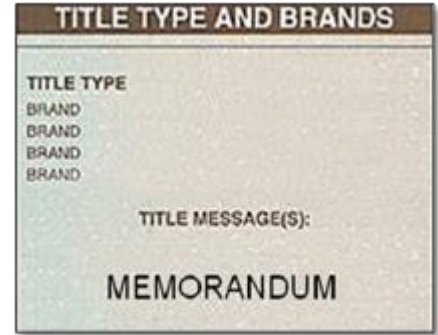 TITLE TYPE AND BRANDS
TITLE TYPE
BRAND
BRAND
BRAND
BRAND
TITLE MESSAGE(S):
MEMORANDUM